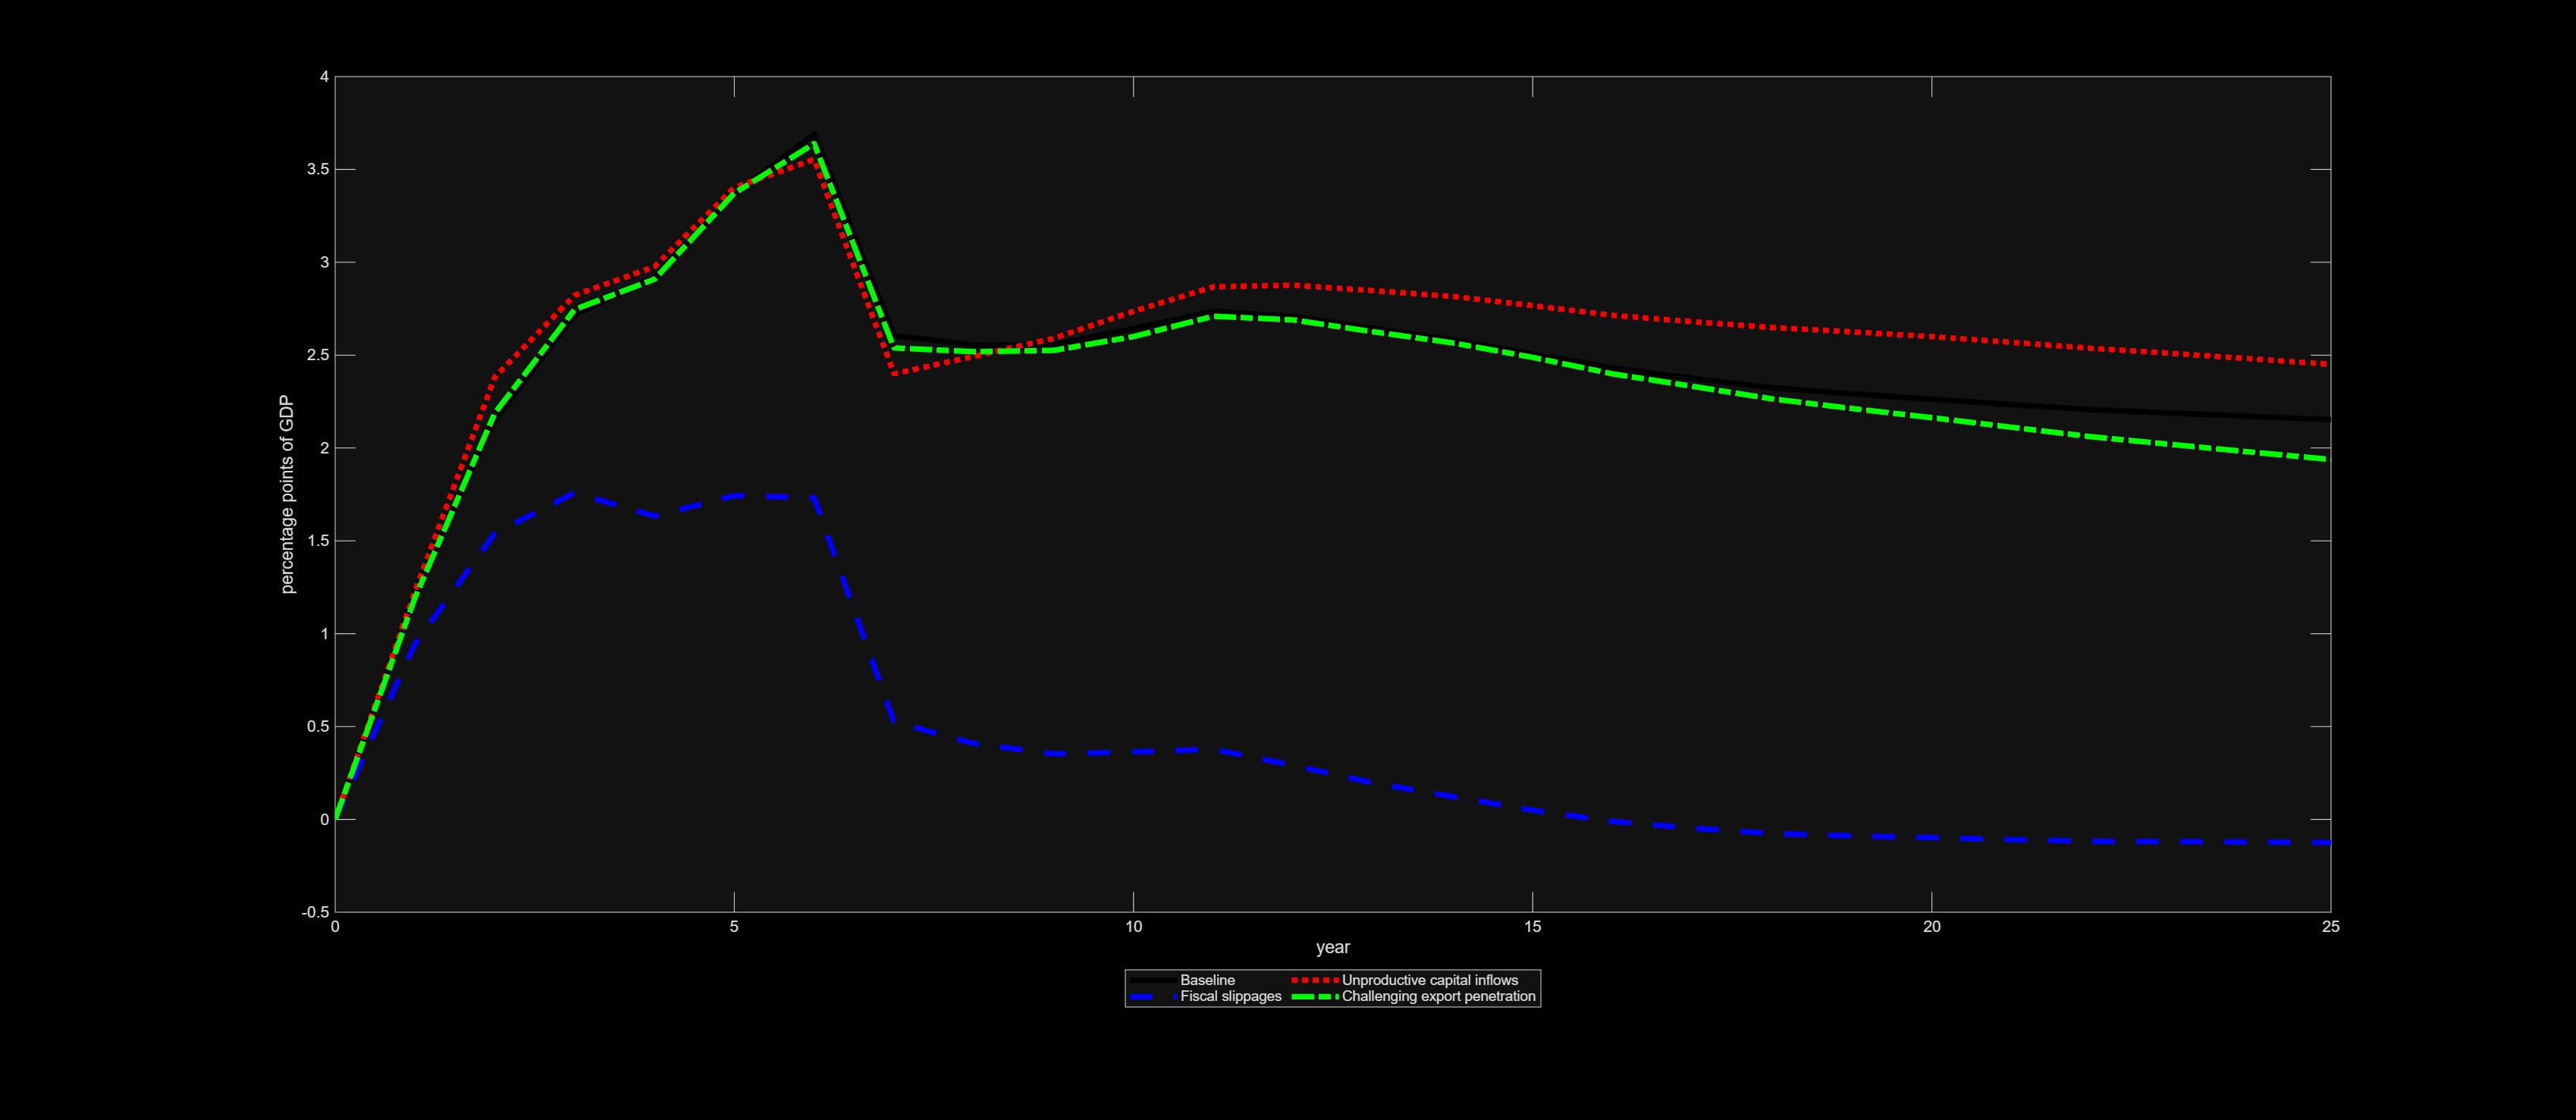 4
3.5
3
2.5
2
1.5
1
0.5
0
-0.5
percentage points of GDP
0 5 10 15 20 25
year
Baseline Unproductive capital inflows
Fiscal slippages Challenging export penetration